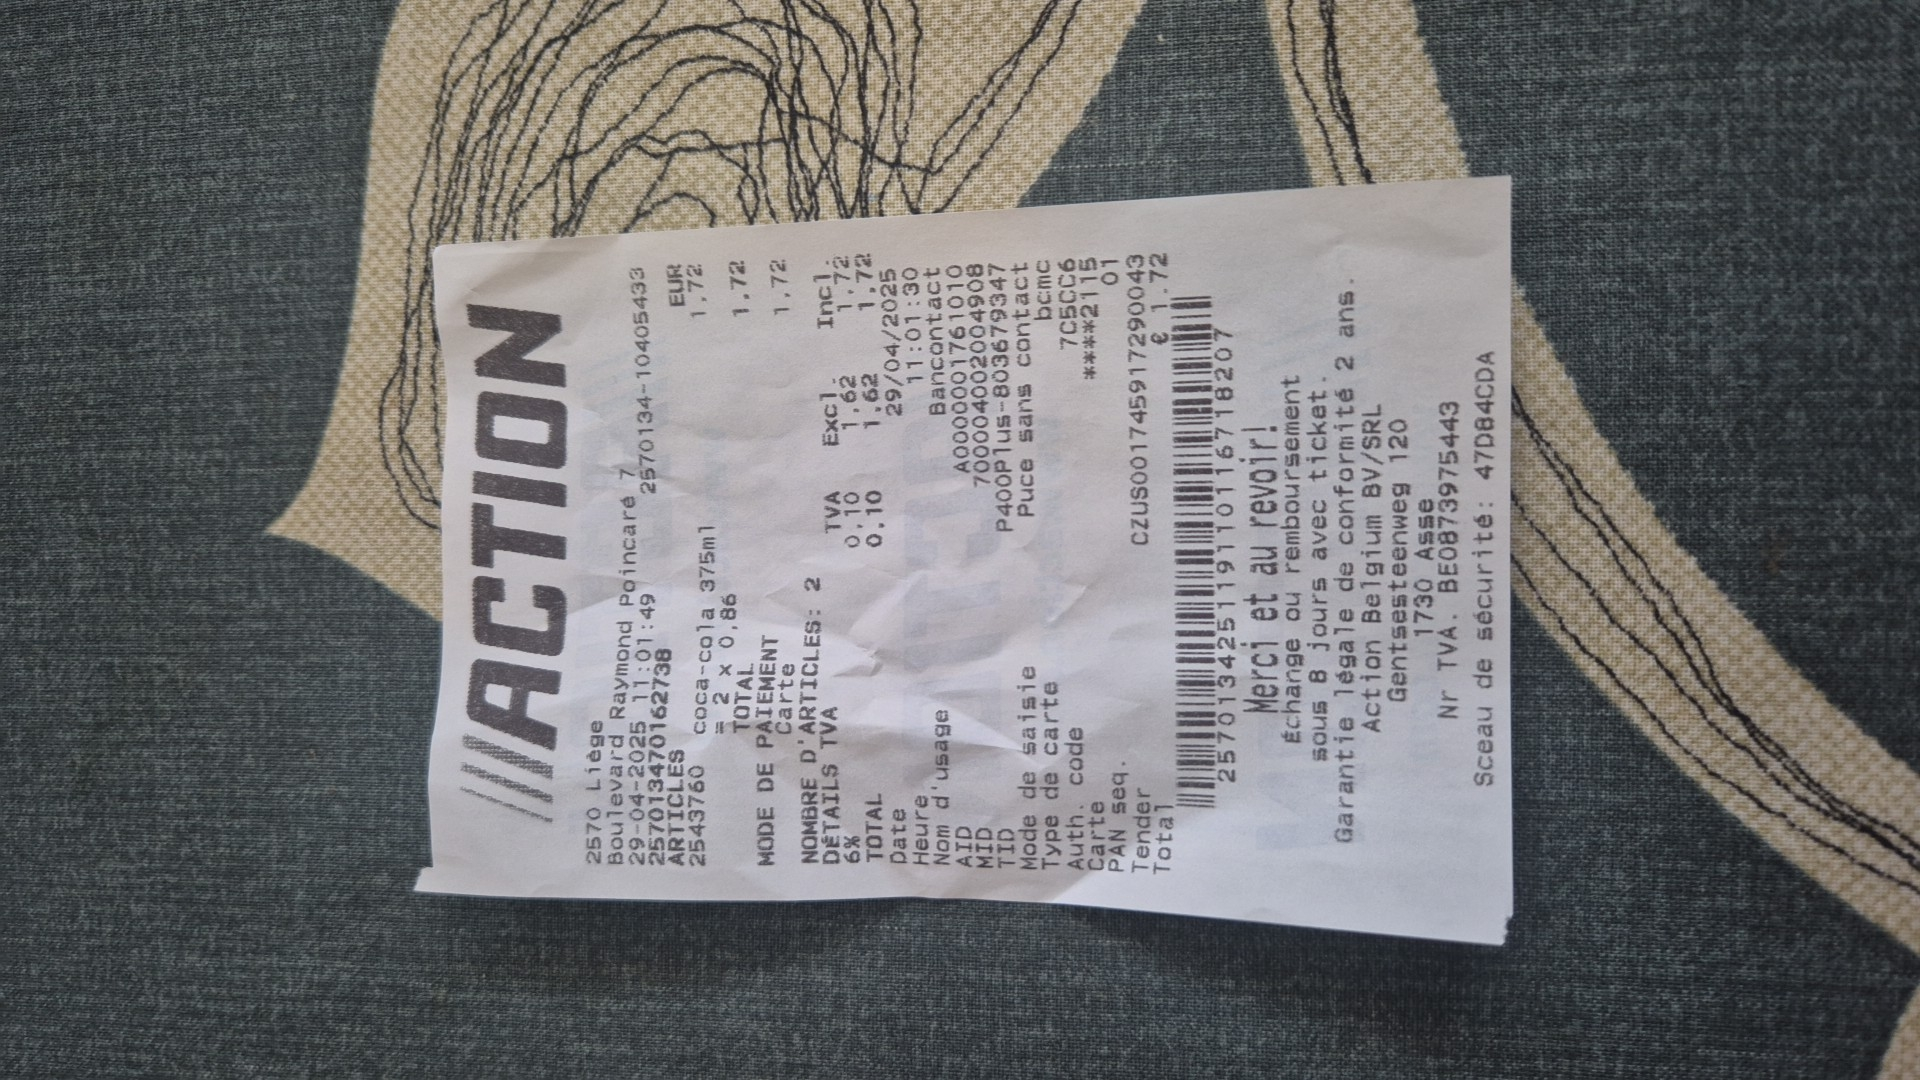 ACTION
2570 Liège
Boulevard Raymond Poincaré 7
29-04-2025 11:01:49 2570134-10405433
257013470162738
ARTICLES EUR
2543760 coca-cola 375ml 1,72
= 2 x 0,86
TOTAL 1,72
MODE DE PAIEMENT
Carte 1,72
NOMBRE D'ARTICLES: 2
DÉTAILS TVA TVA Excl. Incl.
6% 0,10 1,62 1,72
TOTAL 0,10 1,62 1,72
Date 29/04/2025
Heure 11:01:30
Nom d'usage Bancontact
AID A0000001761010
MID 700004002004908
TID P400Plus-803679347
Mode de saisie Puce sans contact
Type de carte bcmc
Auth. code 7C5CC6
Carte ****2115
PAN seq. 01
Tender CZUS001745917290043
Total € 1.72
257013425119110116718207
Merci et au revoir!
Échange ou remboursement
sous 8 jours avec ticket.
Garantie légale de conformité 2 ans.
Action Belgium BV/SRL
Gentsesteenweg 120
1730 Asse
Nr TVA. BE0873975443
Sceau de sécurité: 47DB4CDA